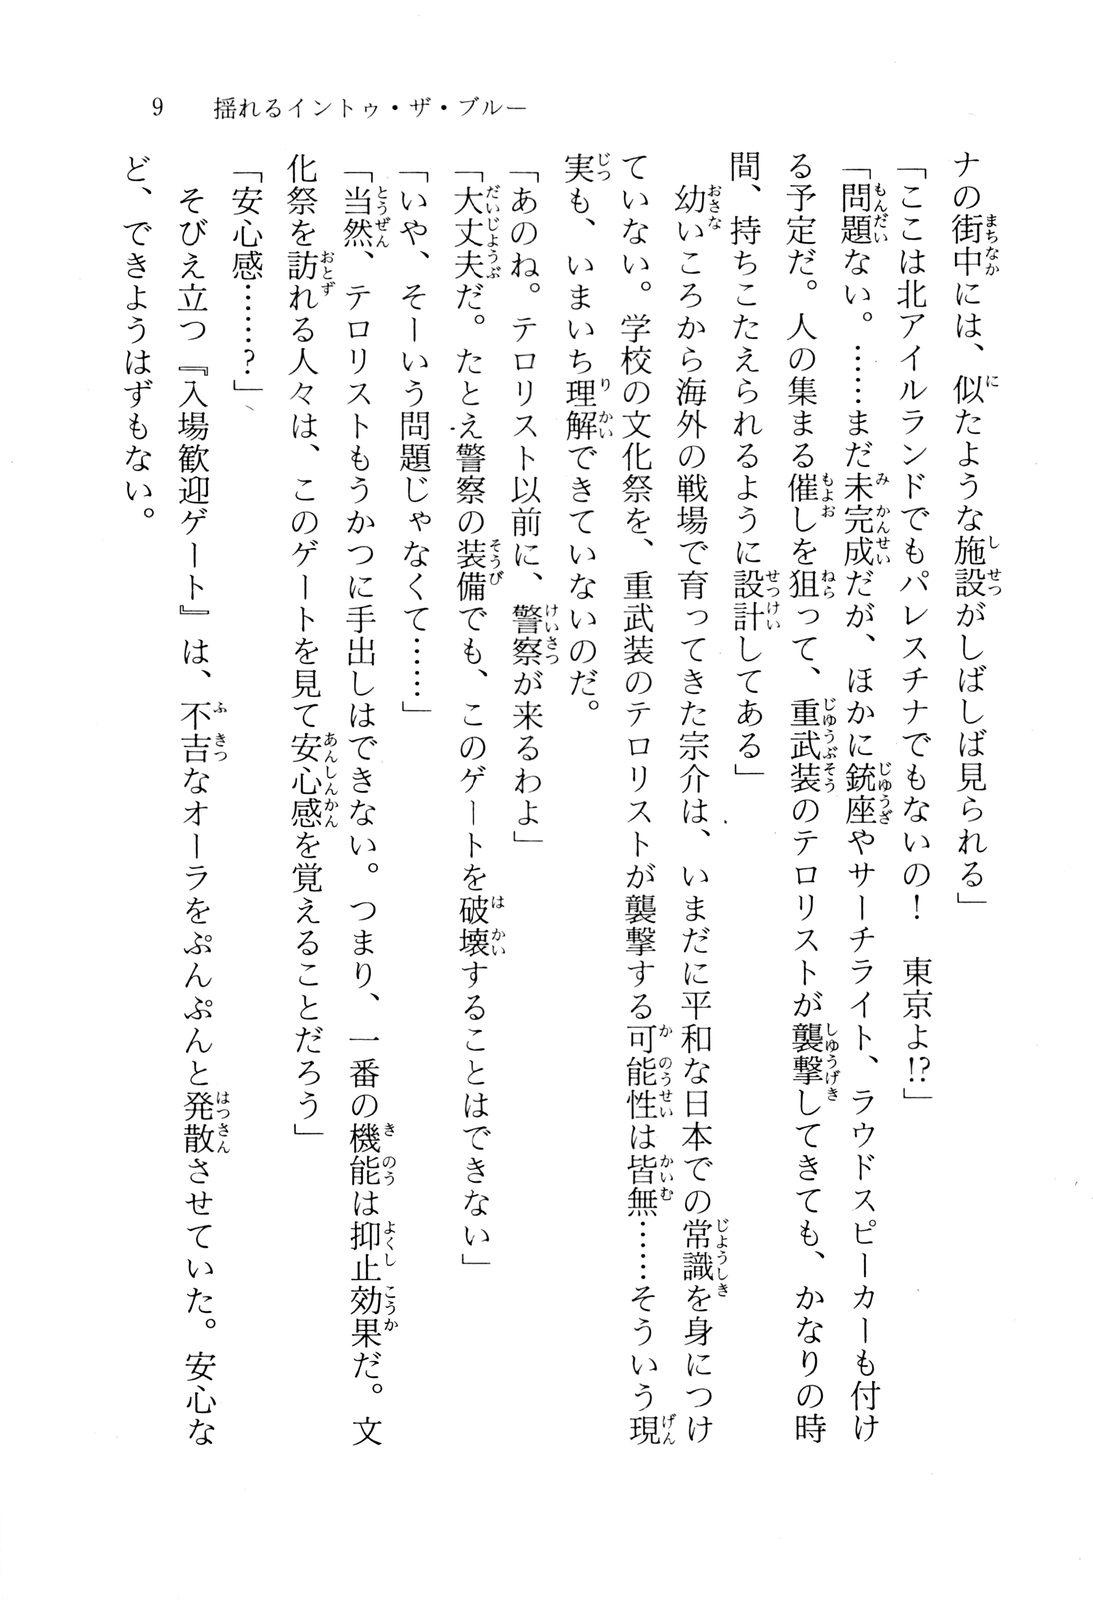 9　揺れるイントゥ・ザ・ブルー
ナの街中には、似たような施設がしばしば見られる」
「ここは北アイルランドでもパレスチナでもないの！　東京よ!?」
「問題ない。……まだ未完成だが、ほかに銃座やサーチライト、ラウドスピーカーも付け
る予定だ。人の集まる催しを狙って、重武装のテロリストが襲撃してきても、かなりの時
間、持ちこたえられるように設計してある」
　幼いころから海外の戦場で育ってきた宗介は、いまだに平和な日本での常識を身につけ
ていない。学校の文化祭を、重武装のテロリストが襲撃する可能性は皆無……そういう現
実も、いまいち理解できていないのだ。
「あのね。テロリスト以前に、警察が来るわよ」
「大丈夫だ。たとえ警察の装備でも、このゲートを破壊することはできない」
「いや、そーいう問題じゃなくて……」
「当然、テロリストもうかつに手出しはできない。つまり、一番の機能は抑止効果だ。文
化祭を訪れる人々は、このゲートを見て安心感を覚えることだろう」
「安心感……？」
　そびえ立つ『入場歓迎ゲート』は、不吉なオーラをぷんぷんと発散させていた。安心な
ど、できようはずもない。